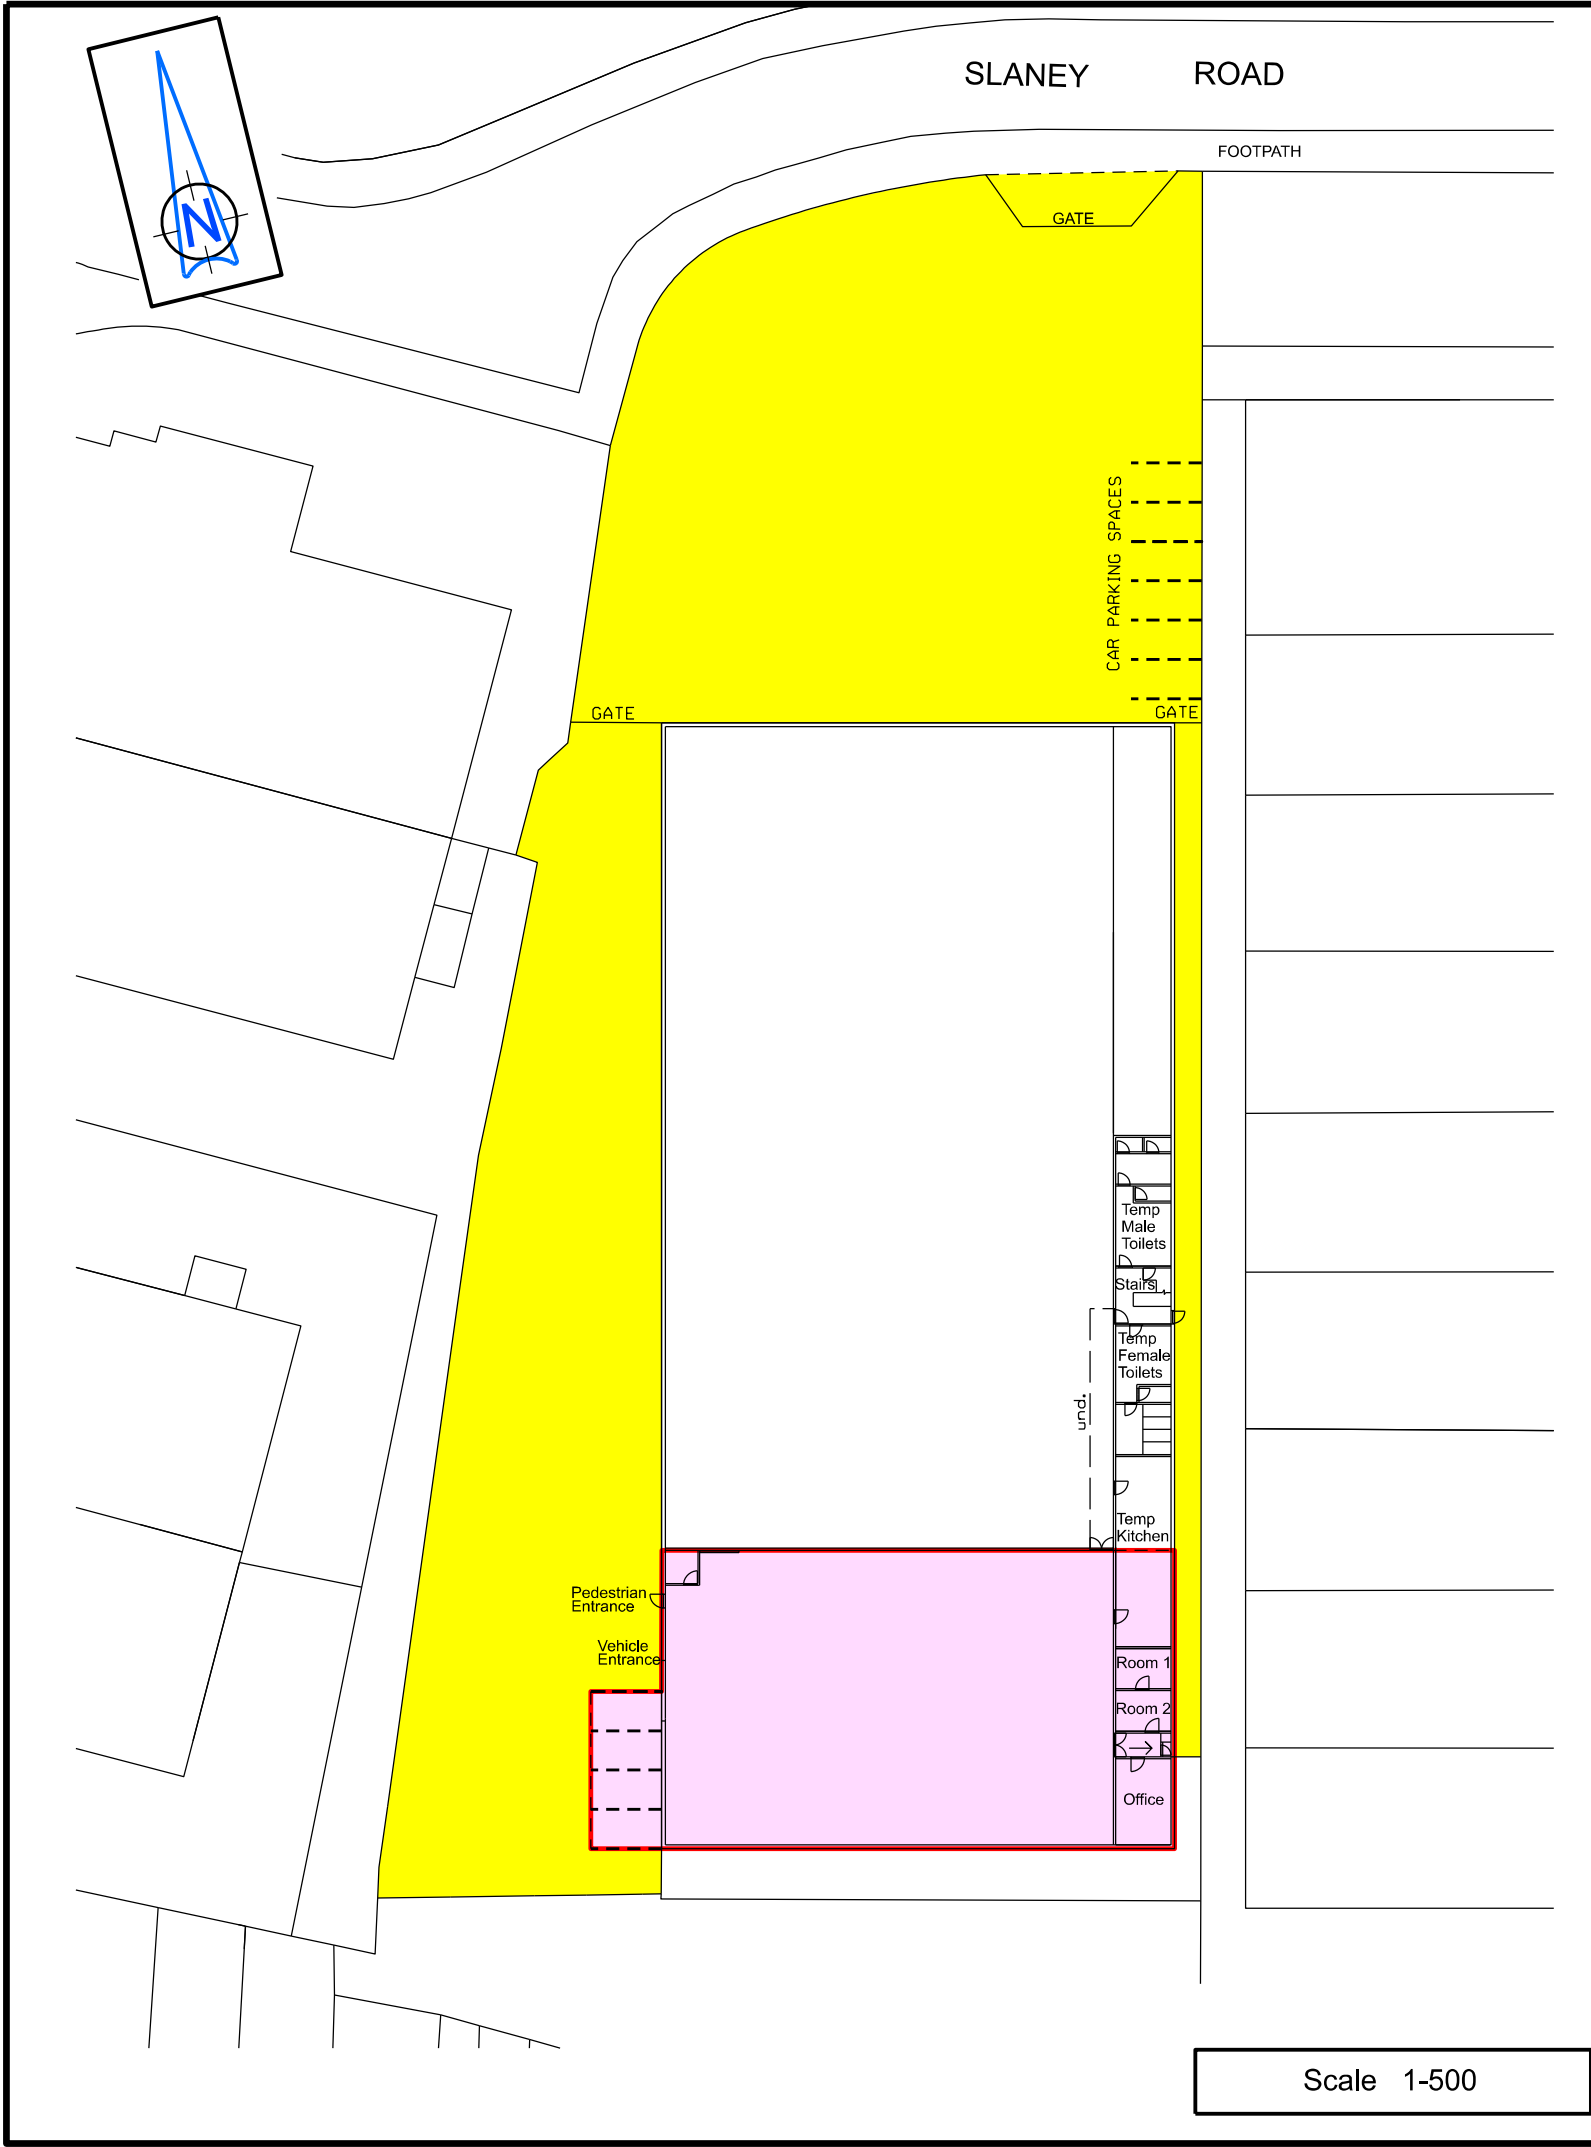 SLANEY ROAD
FOOTPATH
N
GATE
CAR PARKING SPACES
GATE
GATE
Temp
Male
Toilets
Stairs
Temp
Female
Toilets
und.
Temp
Kitchen
Pedestrian
Entrance
Vehicle
Entrance
Room 1
Room 2
Office
Scale 1-500